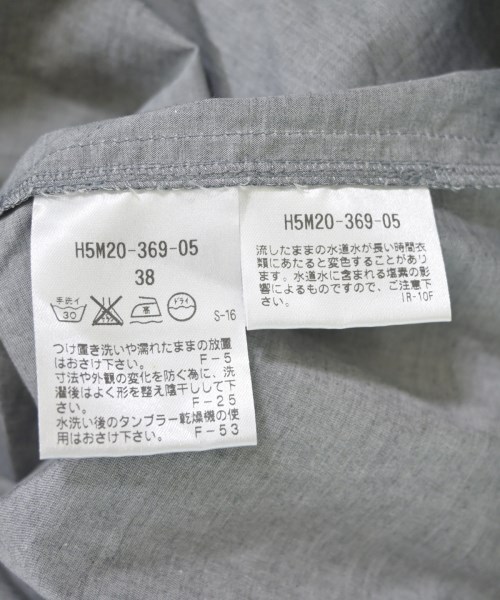 H5M20-369-05
38
手洗イ
30
高
ドライ
S-16
つけ置き洗いや濡れたままの放置
はおさけ下さい。 F-5
寸法や外観の変化を防ぐ為に、洗
濯後はよく形を整え陰干しして下
さい。 F-25
水洗い後のタンブラー乾燥機の使
用はおさけ下さい。 F-53
H5M20-369-05
流したままの水道水が長い時間衣
類にあたると変色することがあり
ます。水道水に含まれる塩素の影
響によるものですので、ご注意下
さい。 IR-10F